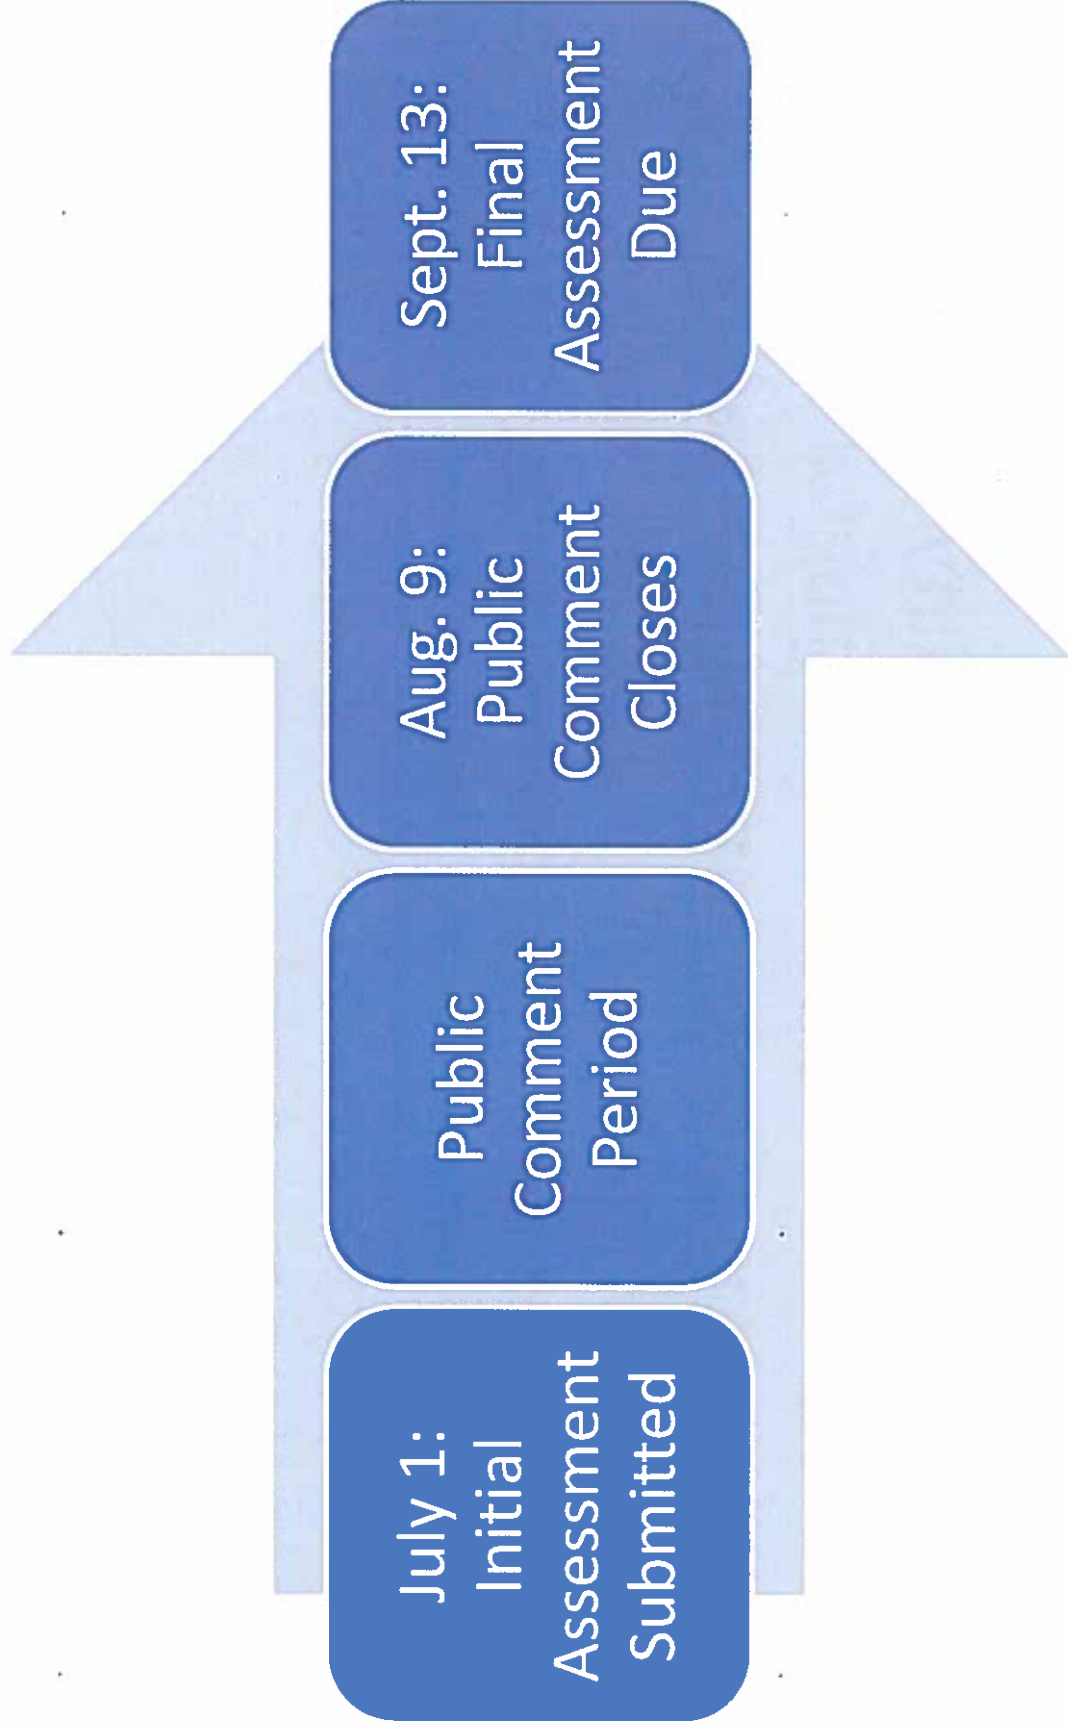 July 1:
Initial
Assessment
Submitted
Public
Comment
Period
Aug. 9:
Public
Comment
Closes
Sept. 13:
Final
Assessment
Due